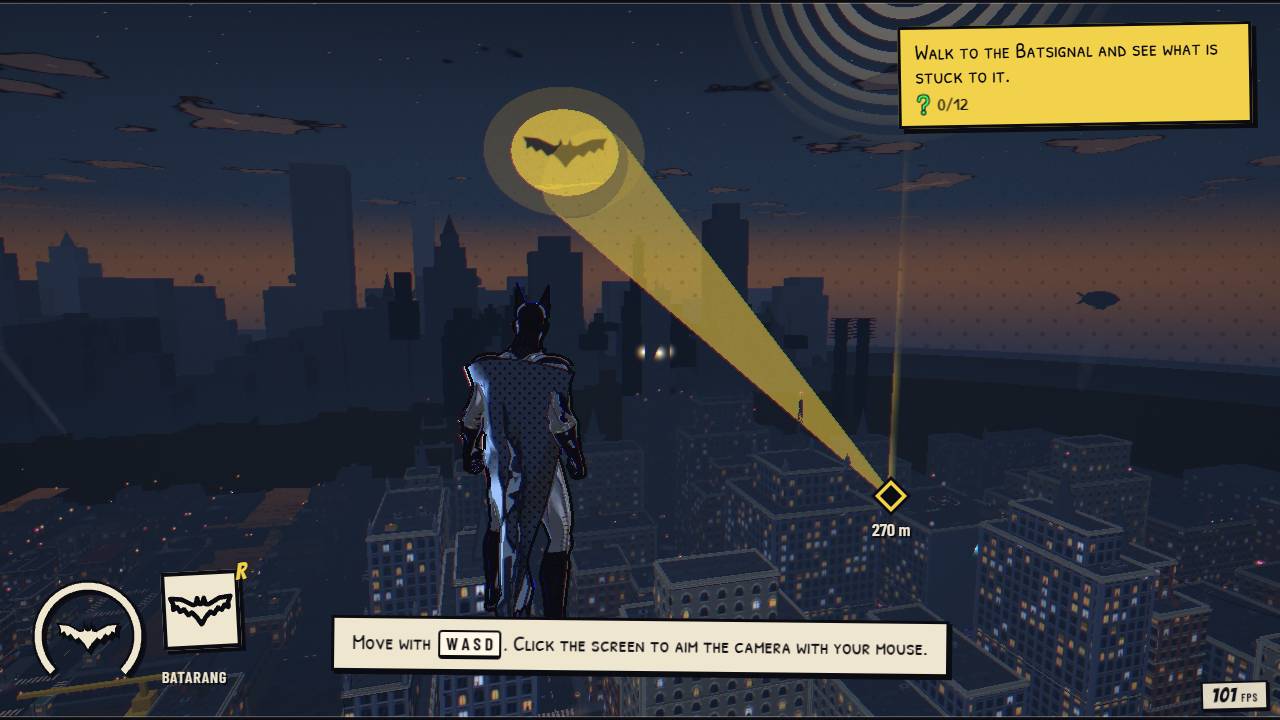 Walk to the Batsignal and see what is
stuck to it.
? 0/12
270 m
R
BATARANG
Move with WASD. Click the screen to aim the camera with your mouse.
101 FPS